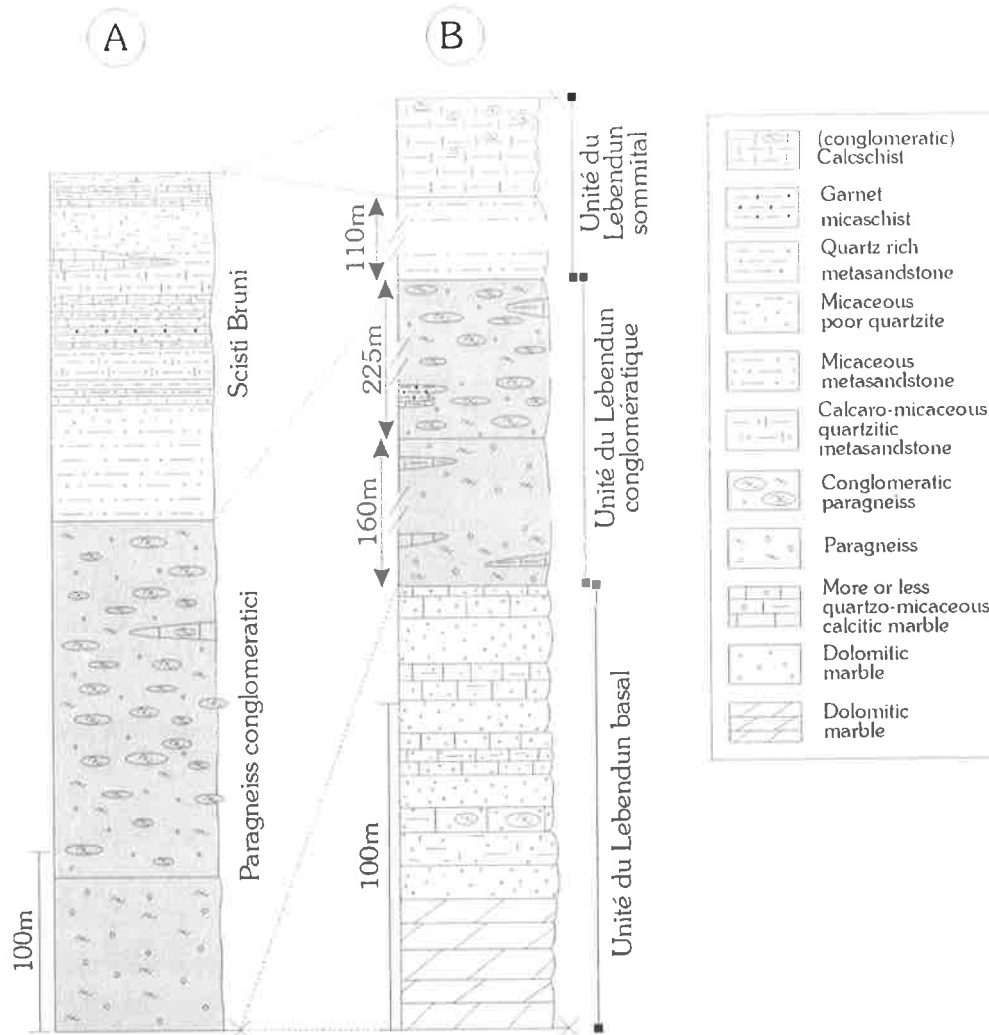 A
B
Scisti Bruni
Paragneiss conglomeratici
100m
110m
225m
160m
100m
Unité du
Lebendun
sommital
Unité du Lebendun
conglomératique
Unité du Lebendun basal
(conglomeratic)
Calcschist
Garnet
micaschist
Quartz rich
metasandstone
Micaceous
poor quartzite
Micaceous
metasandstone
Calcaro-micaceous
quartzitic
metasandstone
Conglomeratic
paragneiss
Paragneiss
More or less
quartzo-micaceous
calcitic marble
Dolomitic
marble
Dolomitic
marble